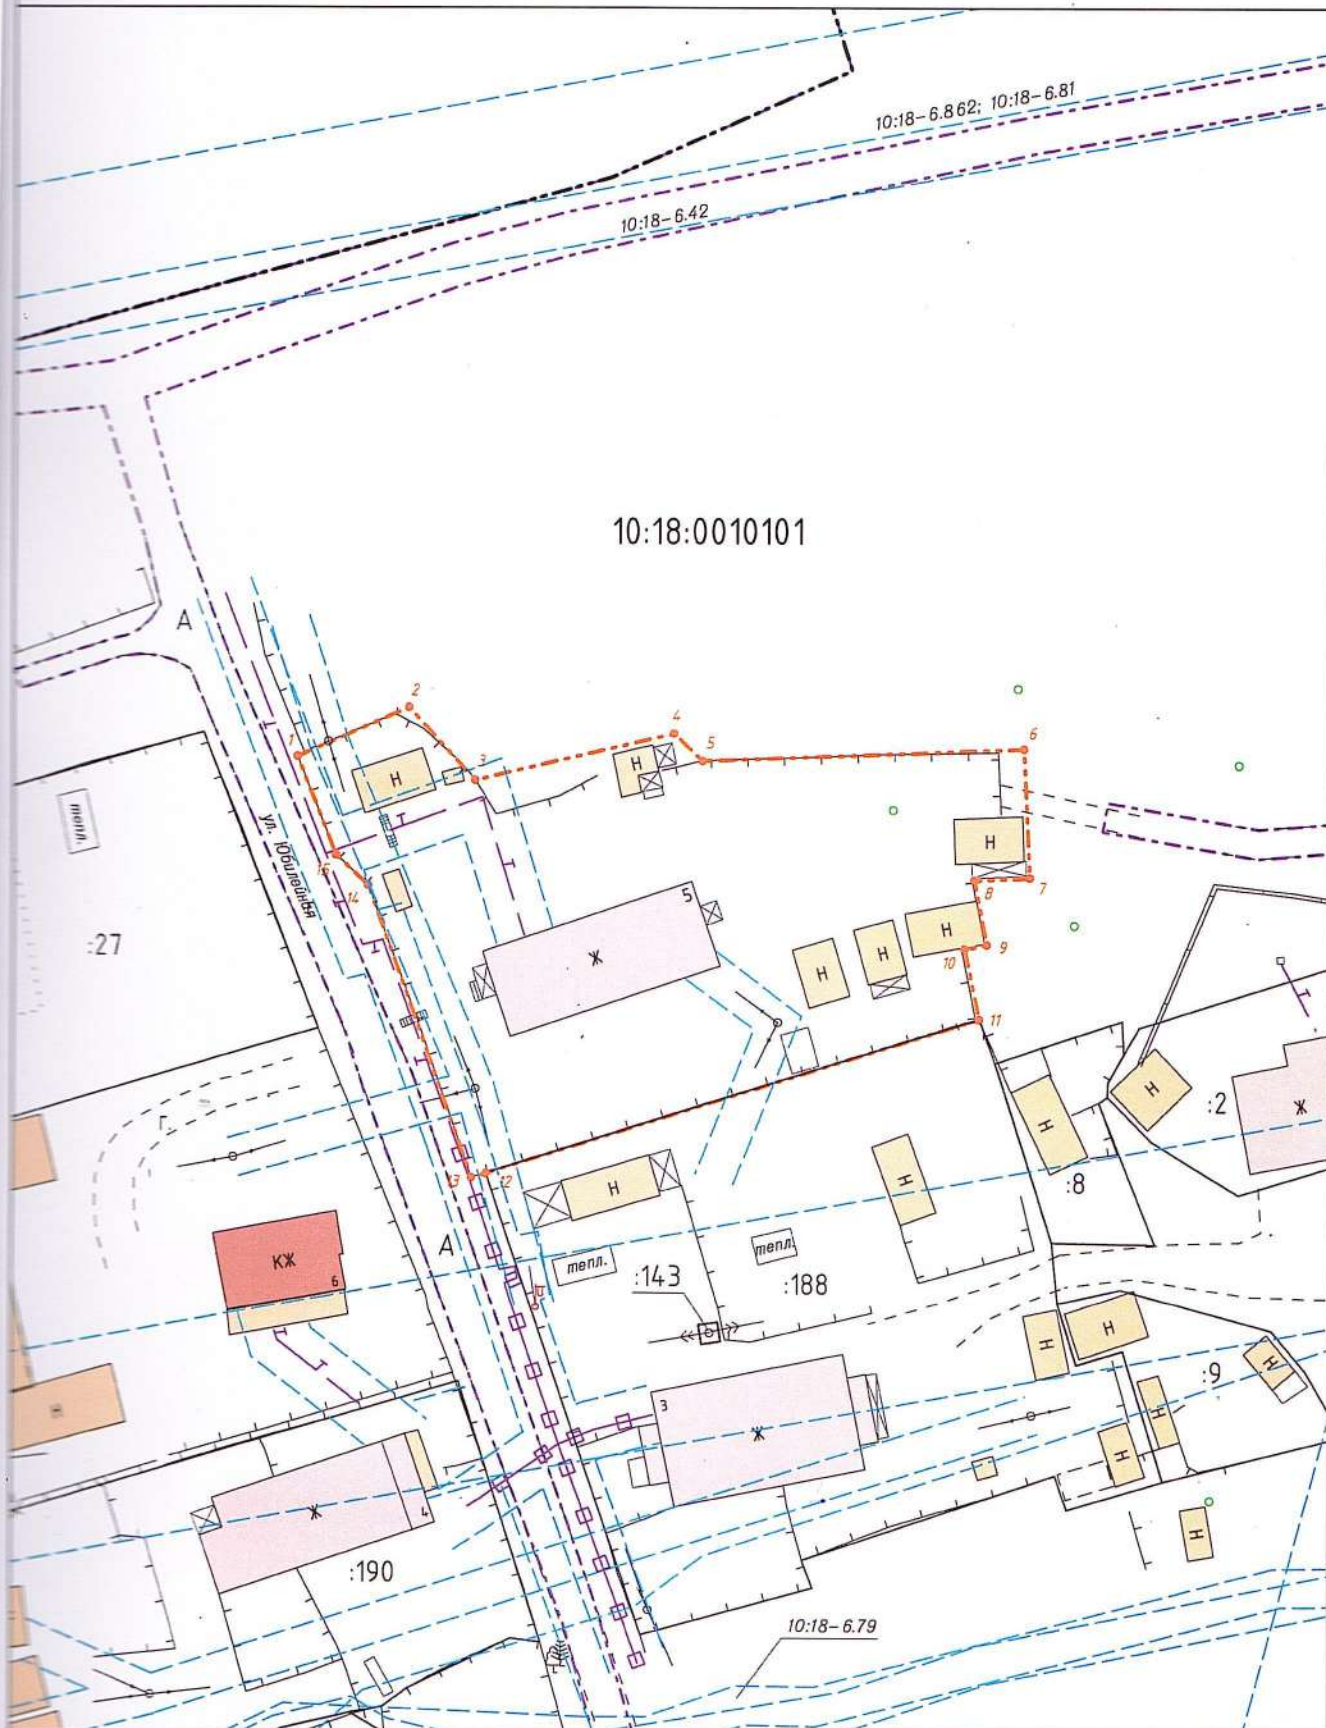 10:18-6.862; 10:18-6.81
10:18-6.42
10:18:0010101
А
2
4
5
6
1
3
Н
Н
тепл.
ул. Юбилейная
15
14
Н
7
8
5
:27
Ж
Н
Н
Н
9
10
11
Г.
Н
:2
Ж
Н
13
12
Н
Н
:8
А
КЖ
6
тепл.
:143
тепл.
:188
Н
Н
:9
Н
3
Ж
Н
Н
Ж
4
:190
Н
10:18-6.79